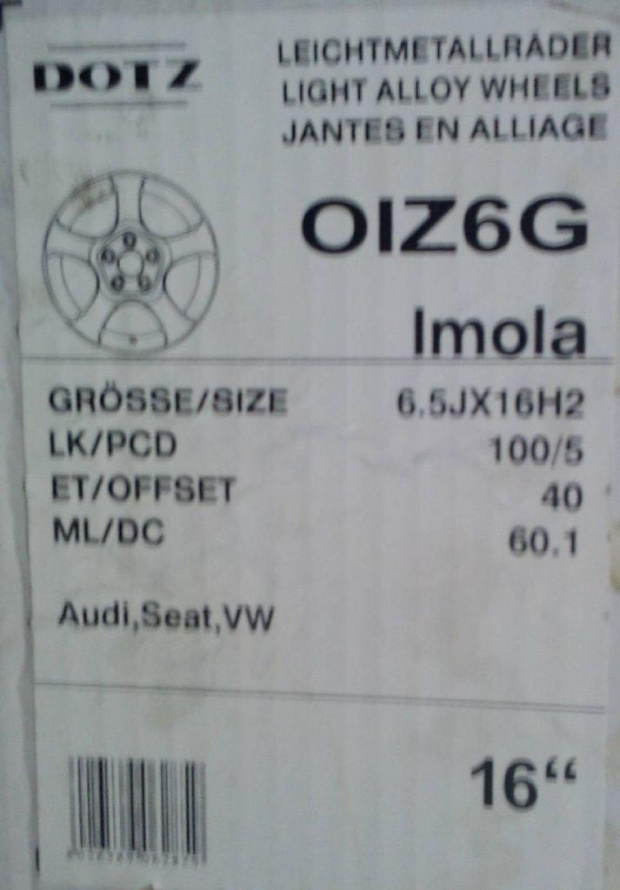 DOTZ
LEICHTMETALLRÄDER
LIGHT ALLOY WHEELS
JANTES EN ALLIAGE
OIZ6G
Imola
GRÖSSE/SIZE 6.5JX16H2
LK/PCD 100/5
ET/OFFSET 40
ML/DC 60.1
Audi,Seat,VW
16“